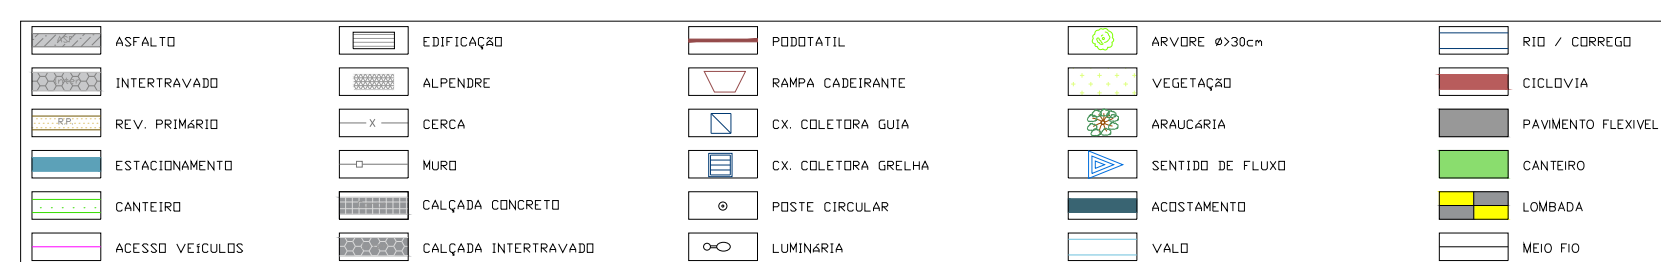 ASF. ASFALTO
EDIFICAÇÃO
PODOTATIL
ARVORE Ø>30cm
RIO / CORREGO
Inter. INTERTRAVADO
ALPENDRE
RAMPA CADEIRANTE
VEGETAÇÃO
CICLOVIA
R.P. REV. PRIMÁRIO
X CERCA
CX. COLETORA GUIA
ARAUCÁRIA
PAVIMENTO FLEXIVEL
ESTACIONAMENTO
MURO
CX. COLETORA GRELHA
SENTIDO DE FLUXO
CANTEIRO
CANTEIRO
CALÇADA CONCRETO
POSTE CIRCULAR
ACOSTAMENTO
LOMBADA
ACESSO VEÍCULOS
CALÇADA INTERTRAVADO
LUMINÁRIA
VALO
MEIO FIO